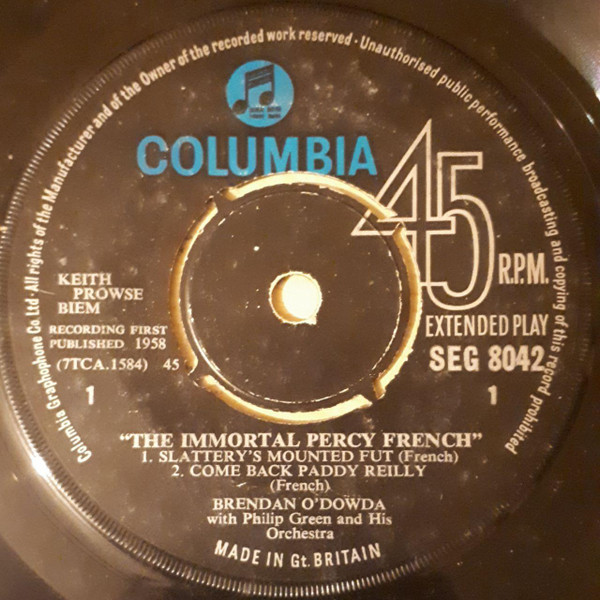 Columbia Graphophone Co.Ltd · All rights of the Manufacturer and of the Owner of the recorded work reserved · Unauthorised public performance broadcasting and copying of this record prohibited
COLUMBIA
45
R.P.M.
EXTENDED PLAY
SEG 8042
1
KEITH
PROWSE
BIEM
RECORDING FIRST
PUBLISHED 1958
(7TCA.1584) 45
1
"THE IMMORTAL PERCY FRENCH"
1. SLATTERY'S MOUNTED FUT (French)
2. COME BACK PADDY REILLY
(French)
BRENDAN O'DOWDA
with Philip Green and His
Orchestra
MADE IN Gt. BRITAIN